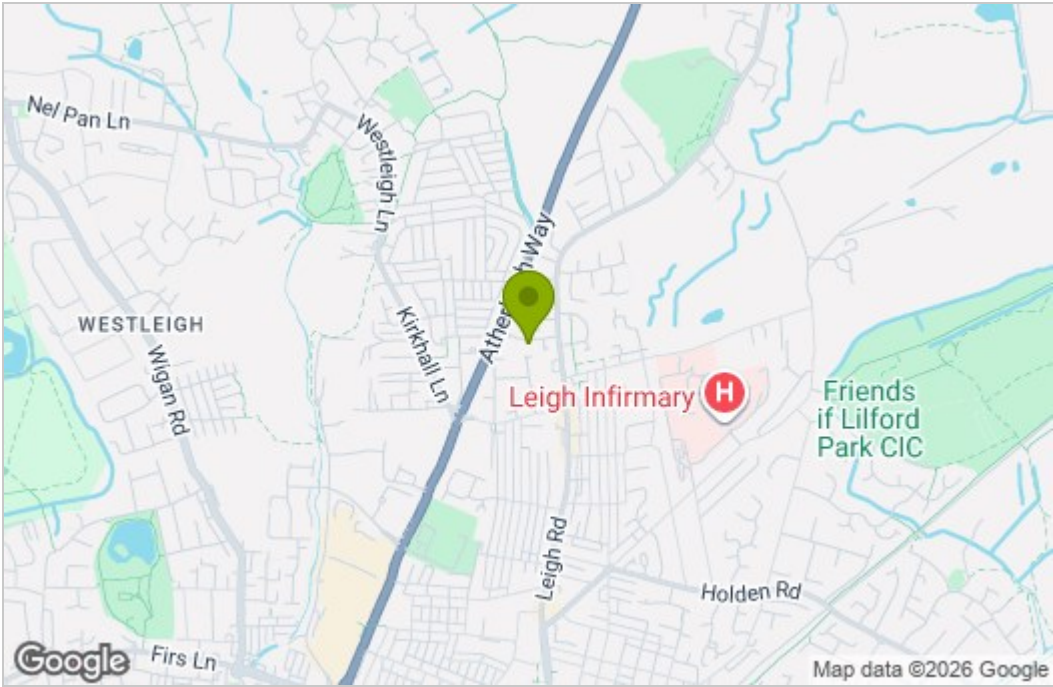 Nel Pan Ln
Westleigh Ln
Way
WESTLEIGH
Kirkhall Ln
Wigan Rd
Leigh Infirmary
H
Friends
if Lilford
Park CIC
Leigh Rd
Holden Rd
Firs Ln
Google
Map data ©2026 Google